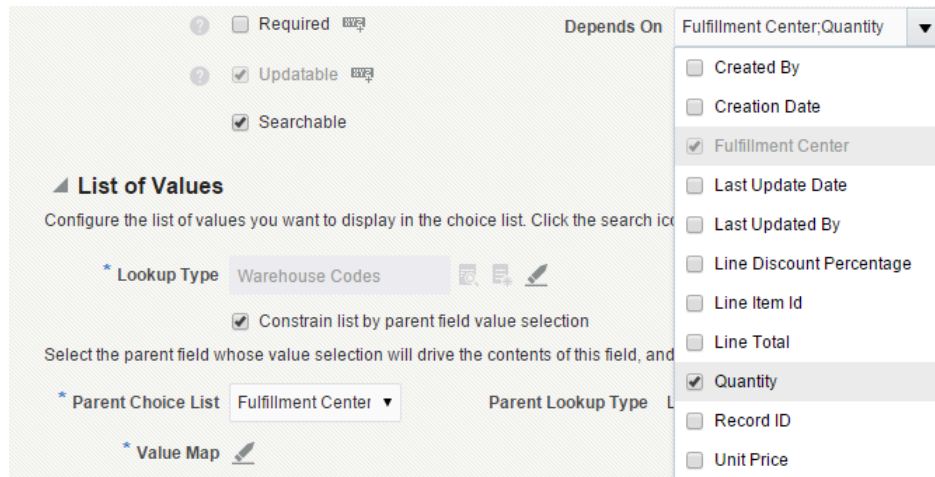 Required
Depends On Fulfillment Center;Quantity
Created By
Updatable
Creation Date
Searchable
Fulfillment Center
Last Update Date
Last Updated By
Line Discount Percentage
Line Item Id
Line Total
Quantity
Record ID
Unit Price
List of Values
Configure the list of values you want to display in the choice list. Click the search
* Lookup Type Warehouse Codes
Constrain list by parent field value selection
Select the parent field whose value selection will drive the contents of this field, and
* Parent Choice List Fulfillment Center Parent Lookup Type
* Value Map